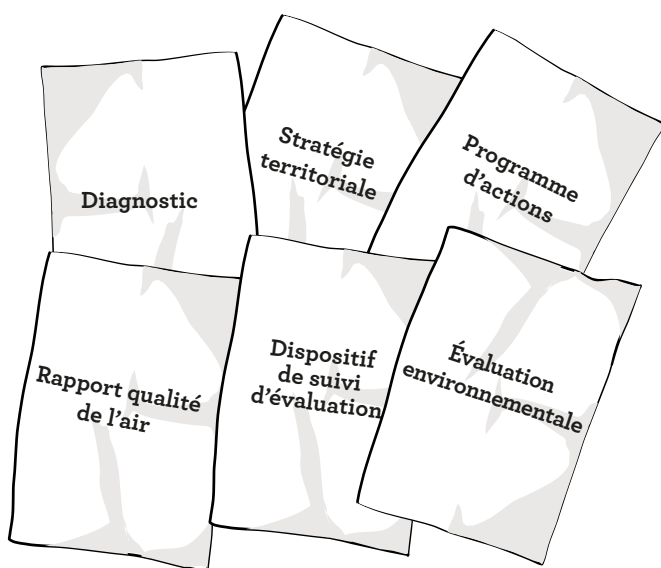 Diagnostic
Stratégie
territoriale
Programme
d’actions
Rapport qualité
de l’air
Dispositif
de suivi
d’évaluation
Évaluation
environnementale